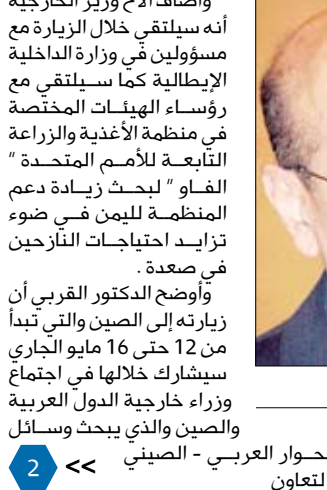 وأضاف الأخ وزير الخارجية
أنه سيلتقي خلال الزيارة مع
مسؤولين في وزارة الداخلية
الإيطالية كما سيلتقي مع
رؤساء الهيئات المختصة
في منظمة الأغذية والزراعة
التابعة للأمم المتحدة "
الفاو " لبحث زيادة دعم
المنظمة لليمن في ضوء
تزايد احتياجات النازحين
في صعدة .
وأوضح الدكتور القربي أن
زيارته إلى الصين والتي تبدأ
من 12 حتى 16 مايو الجاري
سيشارك خلالها في اجتماع
وزراء خارجية الدول العربية
والصين والذي يبحث وسائل
حوار العربي - الصيني
لتعاون
>> 2